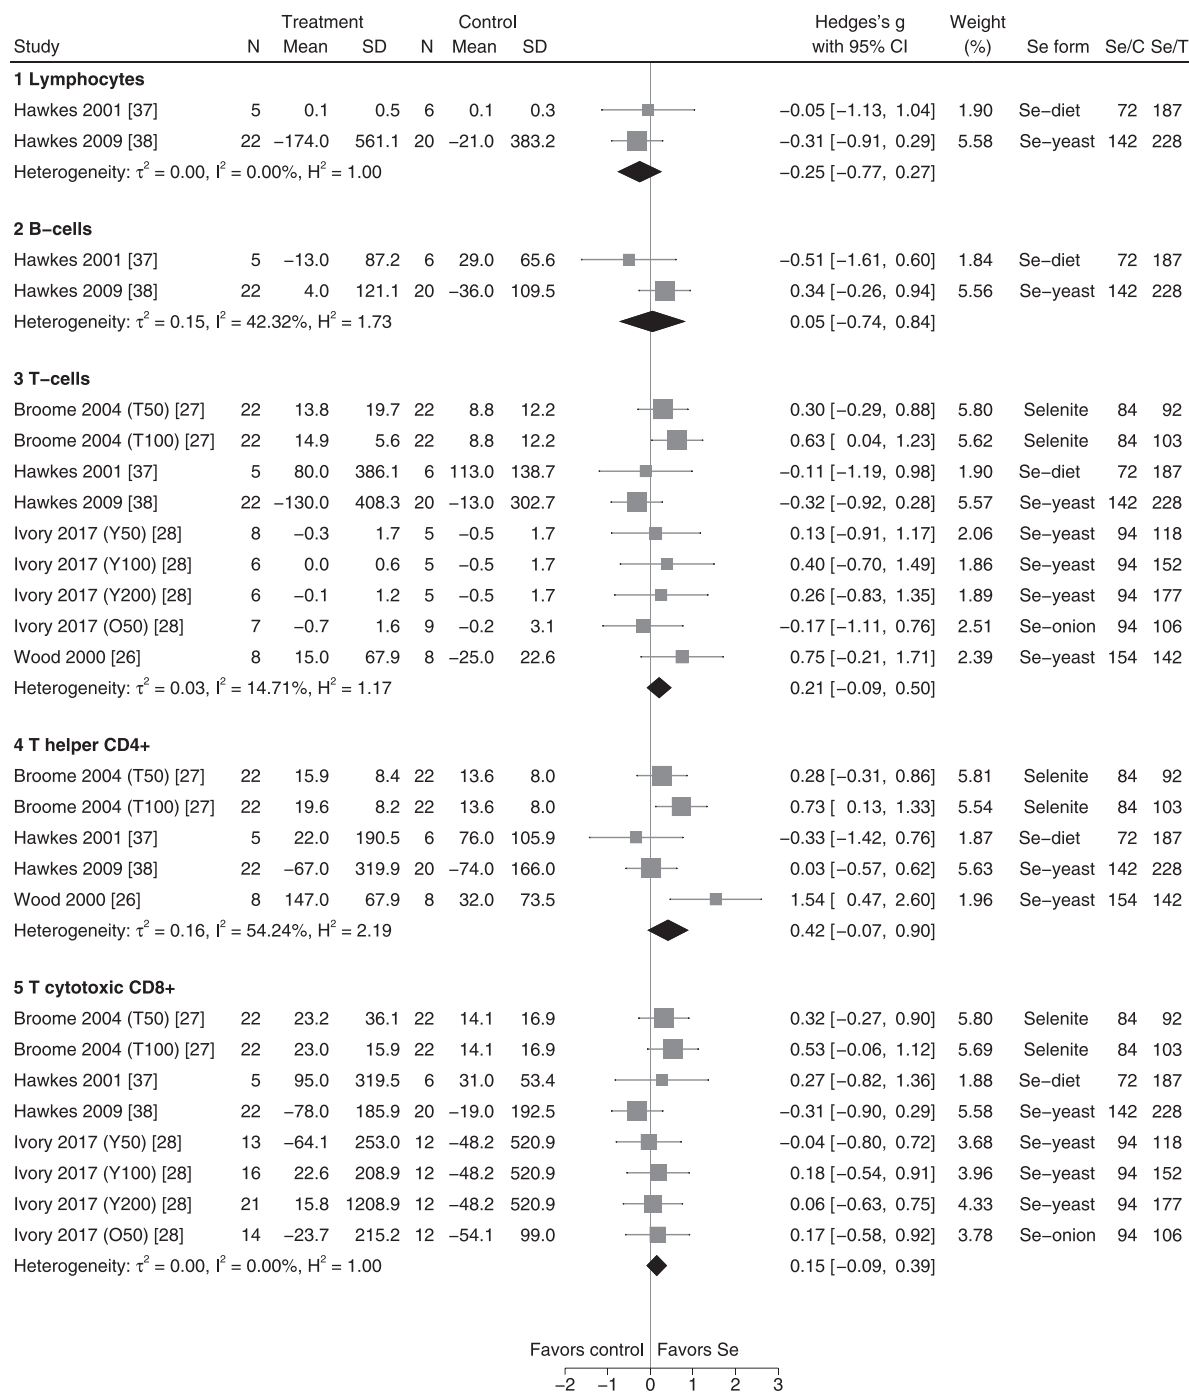 Treatment Control Hedges's g Weight
Study N Mean SD N Mean SD with 95% CI (%) Se form Se/C Se/T
1 Lymphocytes
Hawkes 2001 [37] 5 0.1 0.5 6 0.1 0.3 −0.05 [−1.13, 1.04] 1.90 Se−diet 72 187
Hawkes 2009 [38] 22 −174.0 561.1 20 −21.0 383.2 −0.31 [−0.91, 0.29] 5.58 Se−yeast 142 228
Heterogeneity: τ² = 0.00, I² = 0.00%, H² = 1.00 −0.25 [−0.77, 0.27]
2 B−cells
Hawkes 2001 [37] 5 −13.0 87.2 6 29.0 65.6 −0.51 [−1.61, 0.60] 1.84 Se−diet 72 187
Hawkes 2009 [38] 22 4.0 121.1 20 −36.0 109.5 0.34 [−0.26, 0.94] 5.56 Se−yeast 142 228
Heterogeneity: τ² = 0.15, I² = 42.32%, H² = 1.73 0.05 [−0.74, 0.84]
3 T−cells
Broome 2004 (T50) [27] 22 13.8 19.7 22 8.8 12.2 0.30 [−0.29, 0.88] 5.80 Selenite 84 92
Broome 2004 (T100) [27] 22 14.9 5.6 22 8.8 12.2 0.63 [ 0.04, 1.23] 5.62 Selenite 84 103
Hawkes 2001 [37] 5 80.0 386.1 6 113.0 138.7 −0.11 [−1.19, 0.98] 1.90 Se−diet 72 187
Hawkes 2009 [38] 22 −130.0 408.3 20 −13.0 302.7 −0.32 [−0.92, 0.28] 5.57 Se−yeast 142 228
Ivory 2017 (Y50) [28] 8 −0.3 1.7 5 −0.5 1.7 0.13 [−0.91, 1.17] 2.06 Se−yeast 94 118
Ivory 2017 (Y100) [28] 6 0.0 0.6 5 −0.5 1.7 0.40 [−0.70, 1.49] 1.86 Se−yeast 94 152
Ivory 2017 (Y200) [28] 6 −0.1 1.2 5 −0.5 1.7 0.26 [−0.83, 1.35] 1.89 Se−yeast 94 177
Ivory 2017 (O50) [28] 7 −0.7 1.6 9 −0.2 3.1 −0.17 [−1.11, 0.76] 2.51 Se−onion 94 106
Wood 2000 [26] 8 15.0 67.9 8 −25.0 22.6 0.75 [−0.21, 1.71] 2.39 Se−yeast 154 142
Heterogeneity: τ² = 0.03, I² = 14.71%, H² = 1.17 0.21 [−0.09, 0.50]
4 T helper CD4+
Broome 2004 (T50) [27] 22 15.9 8.4 22 13.6 8.0 0.28 [−0.31, 0.86] 5.81 Selenite 84 92
Broome 2004 (T100) [27] 22 19.6 8.2 22 13.6 8.0 0.73 [ 0.13, 1.33] 5.54 Selenite 84 103
Hawkes 2001 [37] 5 22.0 190.5 6 76.0 105.9 −0.33 [−1.42, 0.76] 1.87 Se−diet 72 187
Hawkes 2009 [38] 22 −67.0 319.9 20 −74.0 166.0 0.03 [−0.57, 0.62] 5.63 Se−yeast 142 228
Wood 2000 [26] 8 147.0 67.9 8 32.0 73.5 1.54 [ 0.47, 2.60] 1.96 Se−yeast 154 142
Heterogeneity: τ² = 0.16, I² = 54.24%, H² = 2.19 0.42 [−0.07, 0.90]
5 T cytotoxic CD8+
Broome 2004 (T50) [27] 22 23.2 36.1 22 14.1 16.9 0.32 [−0.27, 0.90] 5.80 Selenite 84 92
Broome 2004 (T100) [27] 22 23.0 15.9 22 14.1 16.9 0.53 [−0.06, 1.12] 5.69 Selenite 84 103
Hawkes 2001 [37] 5 95.0 319.5 6 31.0 53.4 0.27 [−0.82, 1.36] 1.88 Se−diet 72 187
Hawkes 2009 [38] 22 −78.0 185.9 20 −19.0 192.5 −0.31 [−0.90, 0.29] 5.58 Se−yeast 142 228
Ivory 2017 (Y50) [28] 13 −64.1 253.0 12 −48.2 520.9 −0.04 [−0.80, 0.72] 3.68 Se−yeast 94 118
Ivory 2017 (Y100) [28] 16 22.6 208.9 12 −48.2 520.9 0.18 [−0.54, 0.91] 3.96 Se−yeast 94 152
Ivory 2017 (Y200) [28] 21 15.8 1208.9 12 −48.2 520.9 0.06 [−0.63, 0.75] 4.33 Se−yeast 94 177
Ivory 2017 (O50) [28] 14 −23.7 215.2 12 −54.1 99.0 0.17 [−0.58, 0.92] 3.78 Se−onion 94 106
Heterogeneity: τ² = 0.00, I² = 0.00%, H² = 1.00 0.15 [−0.09, 0.39]
Favors control Favors Se
−2 −1 0 1 2 3